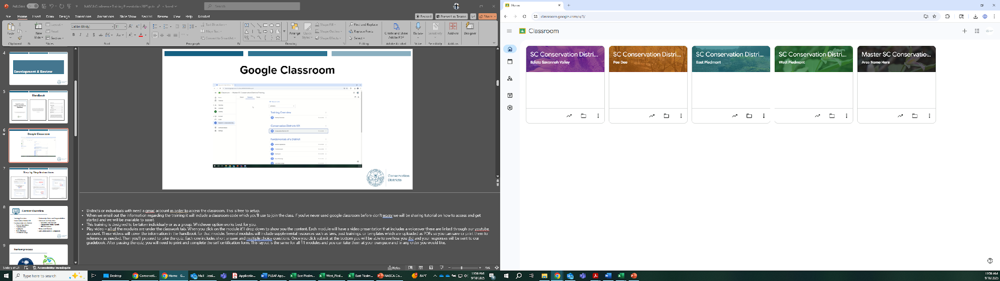 AutoSave
NASCA Conference Training Presentation 2025.pptx • Saved
Search
File Home Insert Draw Design Transitions Animations Slide Show Record Review View Help Acrobat
Record Present in Teams Share
Paste
New
Slide
Layout
Reset
Section
Calibri (Body) 11
Text Direction
Align Text
Convert to SmartArt
Arrange
Quick
Styles
Shape Fill
Shape Outline
Shape Effects
Find and Replace
Replace Fonts
Select
Create and Share
Adobe PDF
Dictate
Sensitivity
Add-ins
Designer
Clipboard Slides Font Paragraph Drawing Editing Adobe Acrobat Voice Sensitivity Add-ins
4
Development & Review
5
Handbook
6
Google Classroom
7
Step by Step Instructions
8
Content Overview
9
Review process
Google Classroom
Training Overview
Conservation Districts 101
Fundamentals of a District
Conservation
Districts
• Districts or individuals with need a gmail account in order to access the classroom. This is free to setup.
• When we email out the information regarding the training it will include a classroom code which you'll use to join the class. If you've never used google classroom before don't worry we will be sharing tutorial on how to access and get
started and we will be available to assist.
• This training is designed to be taken individually or as a group. Whichever option works best for you.
• Play video – all of the modules are under the classwork tab. When you click on the module it'll drop down to show you the content. Each module will have a video presentation that includes a voiceover these are linked through our youtube
account. These videos will cover the information in the handbook for that module. Several modules will include supplemental resources such as laws, past trainings, or templates which are uploaded as PDFs so you can save or print them to
reference as needed. Then you'll proceed to take the quiz. Each one includes short answer and multiple choice questions. Once you click submit at the bottom you will be able to see how you did and your responses will be sent to our
gradebook. After passing the quiz, you will need to print and complete the self certification form. This layout is the same for all 11 modules and you can take them at your own pace and in any order you would like.
Slide 6 of 21 Accessibility: Investigate
Notes 75%
Type here to search
Desktop Conservati... Home - G... Mail - Jessi... Applicatio... PLEAF App... East Piedm... West_Pied... East Piedm... NASCA Co...
84°F
11:56 AM
9/18/2025
Home
classroom.google.com/u/1/
Classroom
SC Conservation Distri...
Edisto Savannah Valley
SC Conservation Distri...
Pee Dee
SC Conservation Distri...
East Piedmont
SC Conservation Distri...
West Piedmont
Master SC Conservatio...
Area Name Here
11:56 AM
9/18/2025